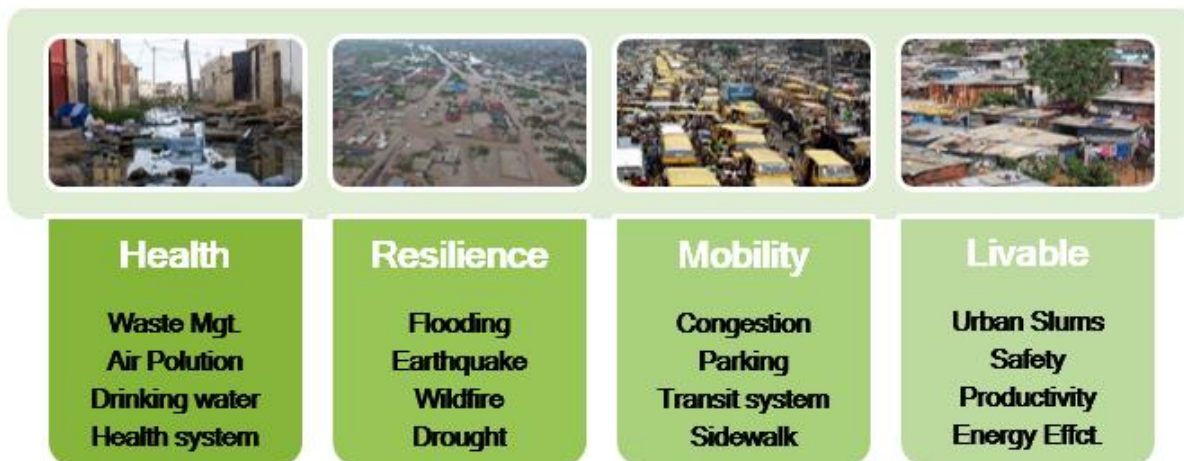 Health
Waste Mgt.
Air Polution
Drinking water
Health system
Resilience
Flooding
Earthquake
Wildfire
Drought
Mobility
Congestion
Parking
Transit system
Sidewalk
Livable
Urban Slums
Safety
Productivity
Energy Effct.